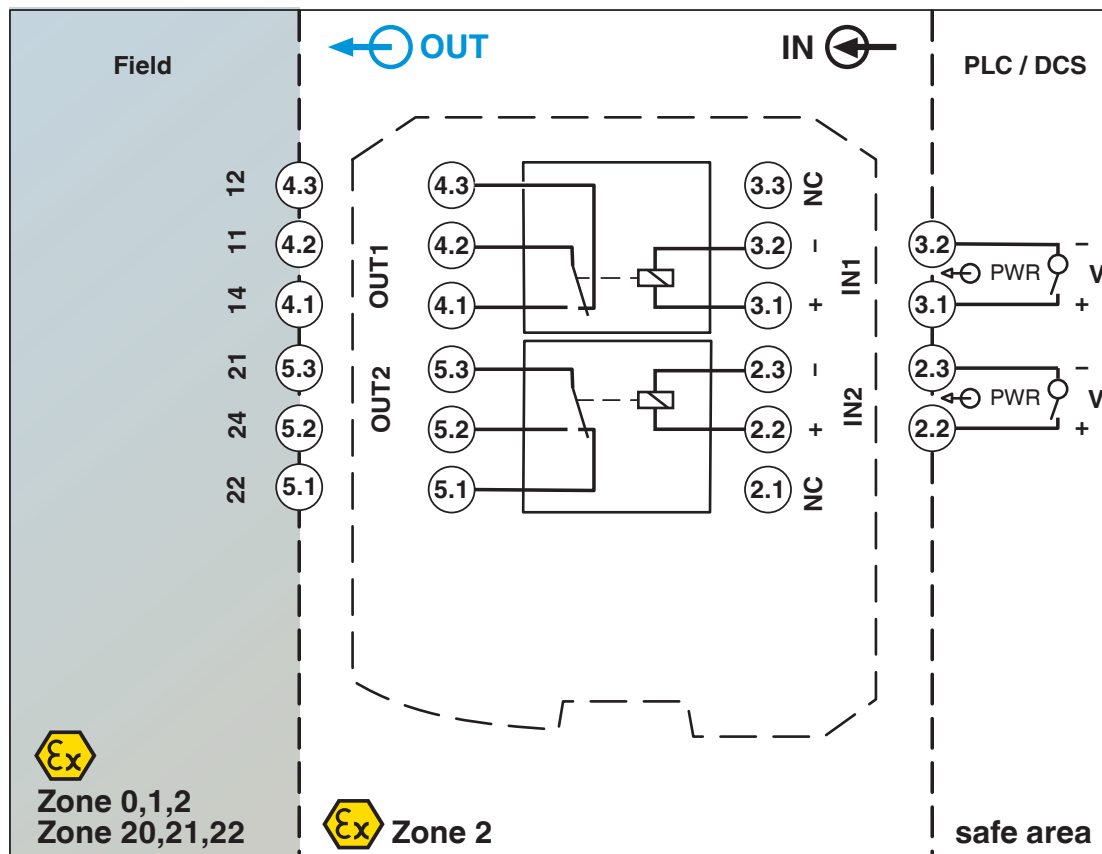 Field
OUT
IN
PLC / DCS
12
4.3
4.3
3.3
NC
11
4.2
4.2
3.2
–
3.2
–
OUT1
IN1
PWR
V
14
4.1
4.1
3.1
+
3.1
+
21
5.3
5.3
2.3
–
2.3
–
OUT2
IN2
PWR
V
24
5.2
5.2
2.2
+
2.2
+
22
5.1
5.1
2.1
NC
Ex
Zone 0,1,2
Zone 20,21,22
Ex
Zone 2
safe area